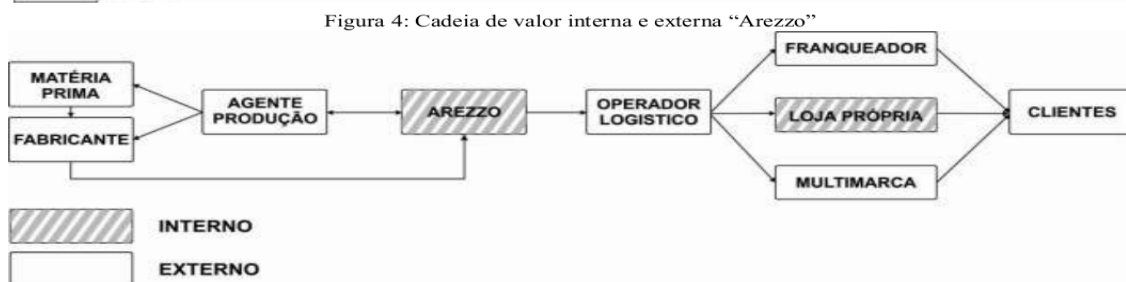 Figura 4: Cadeia de valor interna e externa “Arezzo”
FRANQUEADOR
MATÉRIA
PRIMA
AGENTE
PRODUÇÃO
AREZZO
OPERADOR
LOGISTICO
LOJA PRÓPRIA
CLIENTES
FABRICANTE
MULTIMARCA
INTERNO
EXTERNO